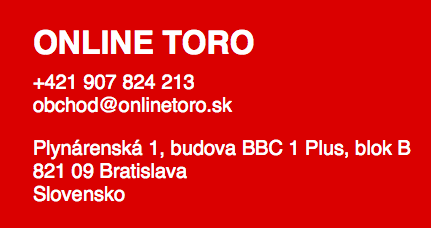 ONLINE TORO
+421 907 824 213
obchod@onlinetoro.sk
Plynárenská 1, budova BBC 1 Plus, blok B
821 09 Bratislava
Slovensko